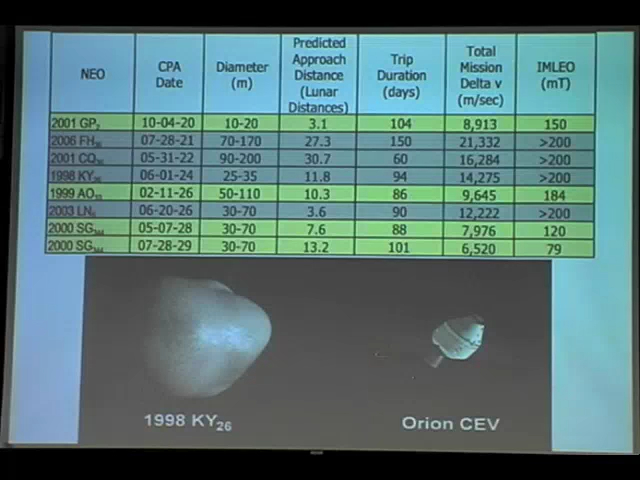 NEO CPA Date Diameter (m) Predicted Approach Distance (Lunar Distances) Trip Duration (days) Total Mission Delta v (m/sec) IMLEO (mT)
2001 GP₂ 10-04-20 10-20 3.1 104 8,913 150
2006 FH₃₆ 07-28-21 70-170 27.3 150 21,332 >200
2001 CQ₃₆ 05-31-22 90-200 30.7 60 16,284 >200
1998 KY₂₆ 06-01-24 25-35 11.8 94 14,275 >200
1999 AO₁₀ 02-11-26 50-110 10.3 86 9,645 184
2003 LN₆ 06-20-26 30-70 3.6 90 12,222 >200
2000 SG₃₄₄ 05-07-28 30-70 7.6 88 7,976 120
2000 SG₃₄₄ 07-28-29 30-70 13.2 101 6,520 79
1998 KY₂₆ Orion CEV